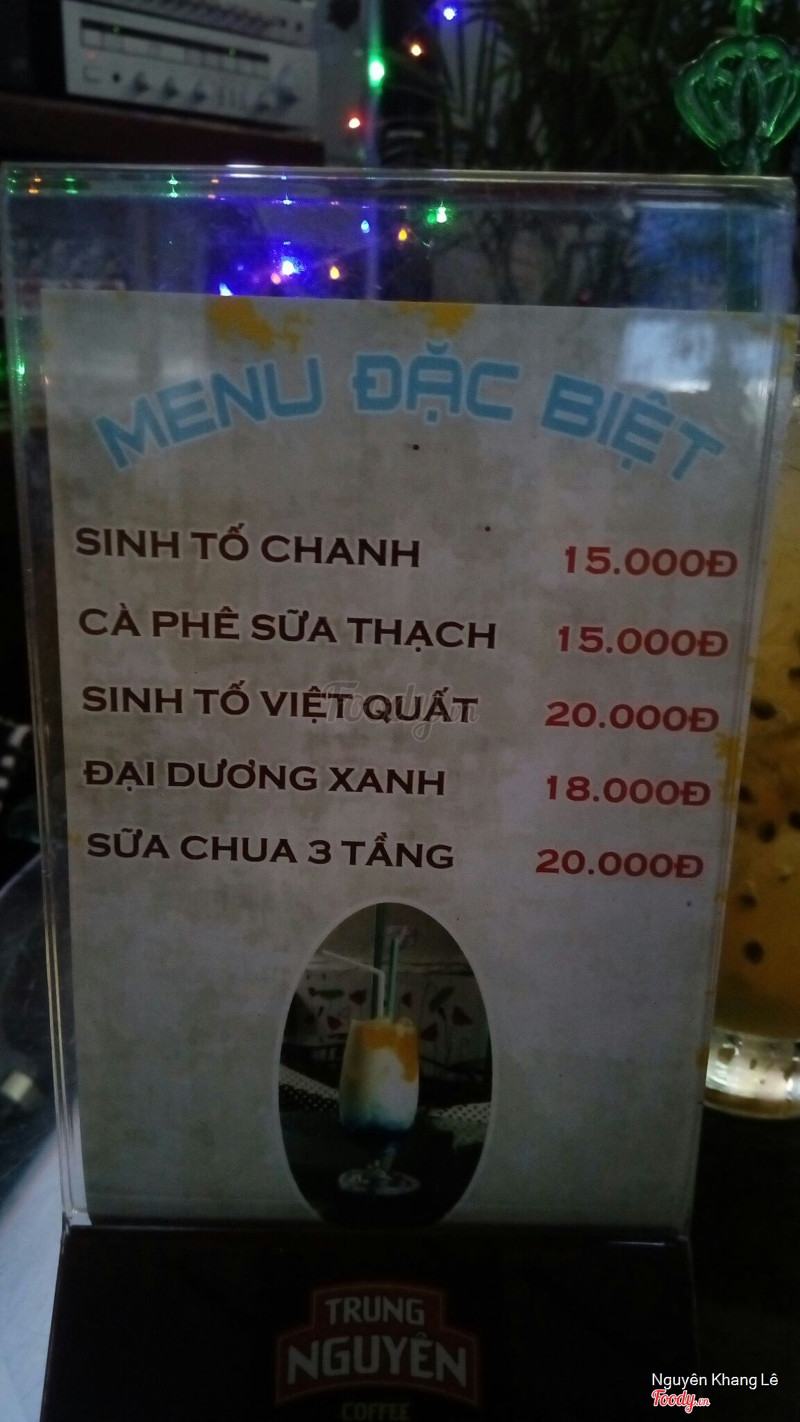 MENU ĐẶC BIỆT
SINH TỐ CHANH 15.000Đ
CÀ PHÊ SỮA THẠCH 15.000Đ
SINH TỐ VIỆT QUẤT 20.000Đ
Foody.vn
ĐẠI DƯƠNG XANH 18.000Đ
SỮA CHUA 3 TẦNG 20.000Đ
TRUNG
NGUYÊN
COFFEE
Nguyên Khang Lê
Foody.vn